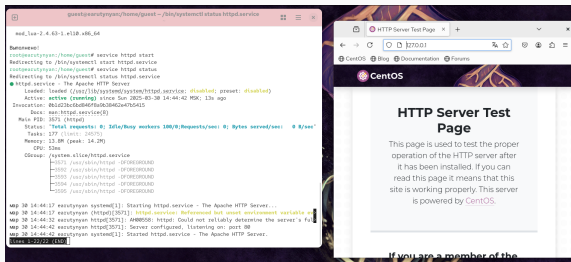 guest@earutynyan:/home/guest — /bin/systemctl status httpd.service
mod_lua-2.4.63-1.el10.x86_64
Выполнено!
root@earutynyan:/home/guest# service httpd start
Redirecting to /bin/systemctl start httpd.service
root@earutynyan:/home/guest# service httpd status
Redirecting to /bin/systemctl status httpd.service
● httpd.service - The Apache HTTP Server
Loaded: loaded (/usr/lib/systemd/system/httpd.service; disabled; preset: disabled)
Active: active (running) since Sun 2025-03-30 14:44:42 MSK; 13s ago
Invocation:
Docs: man:httpd.service(8)
Main PID: 3571 (httpd)
Status: "Total requests: 0; Idle/Busy workers 100/0;Requests/sec: 0; Bytes served/sec: 0 B/sec"
Tasks: 177 (limit: 24575)
Memory: 13.8M (peak: 14.2M)
CPU: 53ms
CGroup: /system.slice/httpd.service
├─3571 /usr/sbin/httpd -DFOREGROUND
├─3592 /usr/sbin/httpd -DFOREGROUND
├─3593 /usr/sbin/httpd -DFOREGROUND
├─3594 /usr/sbin/httpd -DFOREGROUND
└─3595 /usr/sbin/httpd -DFOREGROUND
мар 30 14:44:17 earutynyan systemd[1]: Starting httpd.service - The Apache HTTP Server...
мар 30 14:44:17 earutynyan (httpd)[3571]: httpd.service: Referenced but unset environment variable
мар 30 14:44:32 earutynyan httpd[3571]: AH00558: httpd: Could not reliably determine the server's ful
мар 30 14:44:42 earutynyan httpd[3571]: Server configured, listening on: port 80
мар 30 14:44:42 earutynyan systemd[1]: Started httpd.service - The Apache HTTP Server.
lines 1-22/22 (END)
HTTP Server Test Page
127.0.0.1
CentOS Blog Documentation Forums
CentOS
HTTP Server Test
Page
This page is used to test the proper
operation of the HTTP server after
it has been installed. If you can
read this page it means that this
site is working properly. This server
is powered by CentOS.
If you are a member of the